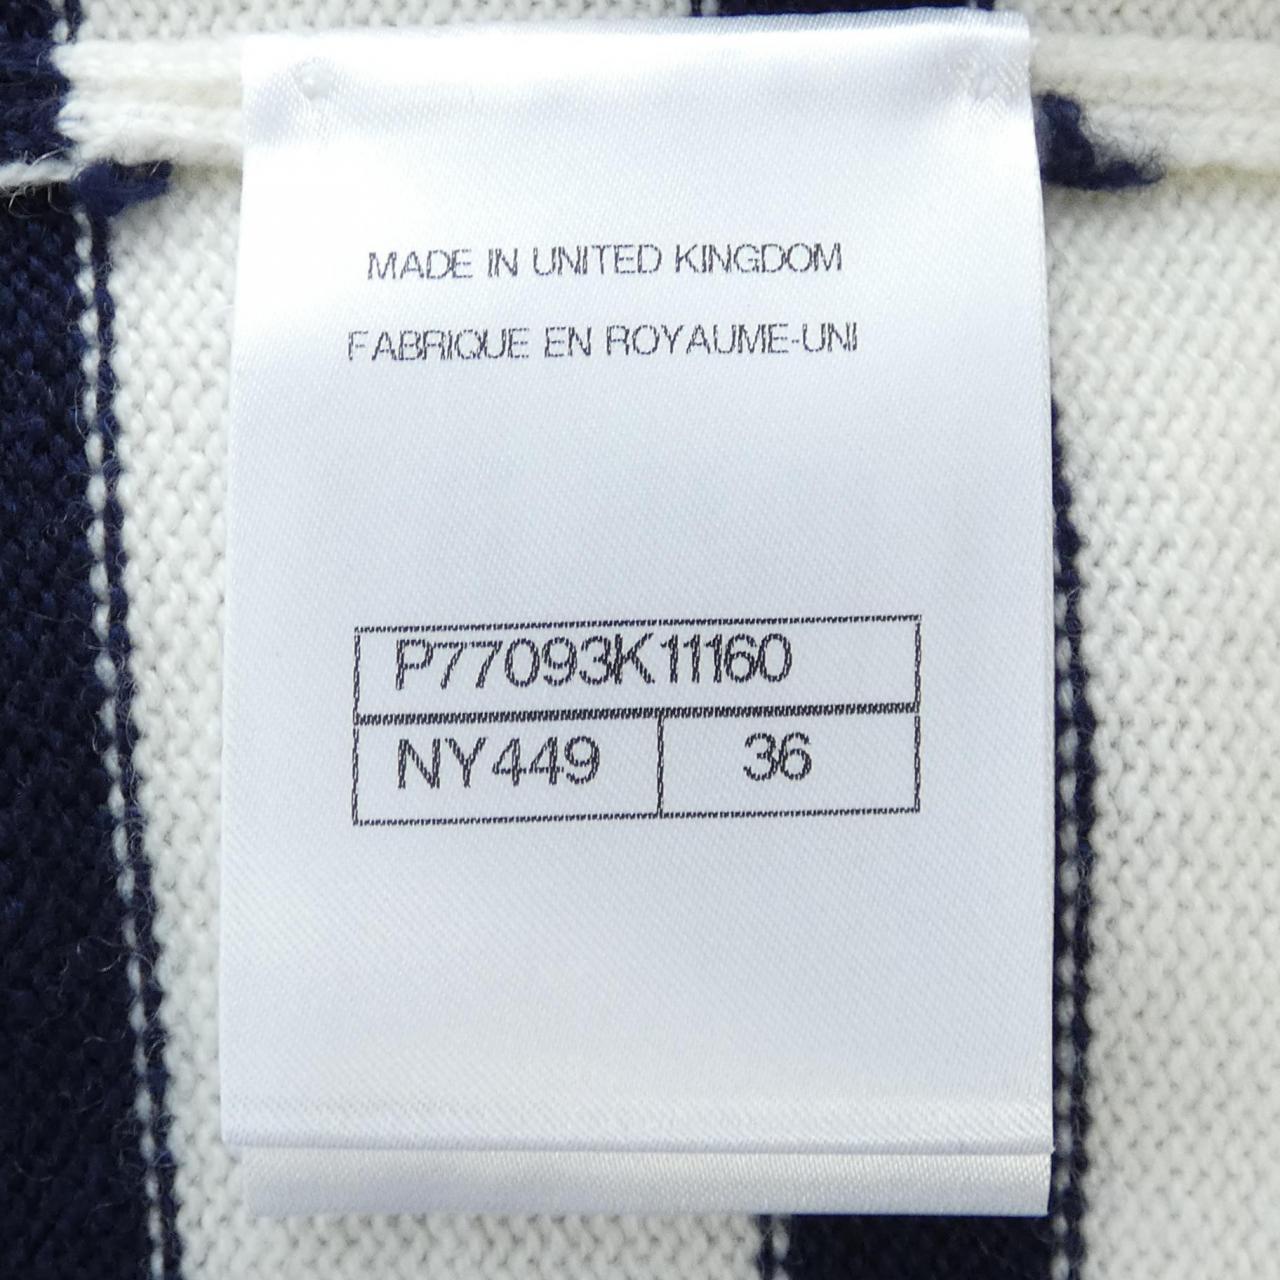 MADE IN UNITED KINGDOM
FABRIQUE EN ROYAUME-UNI
P77093K11160
NY449 36